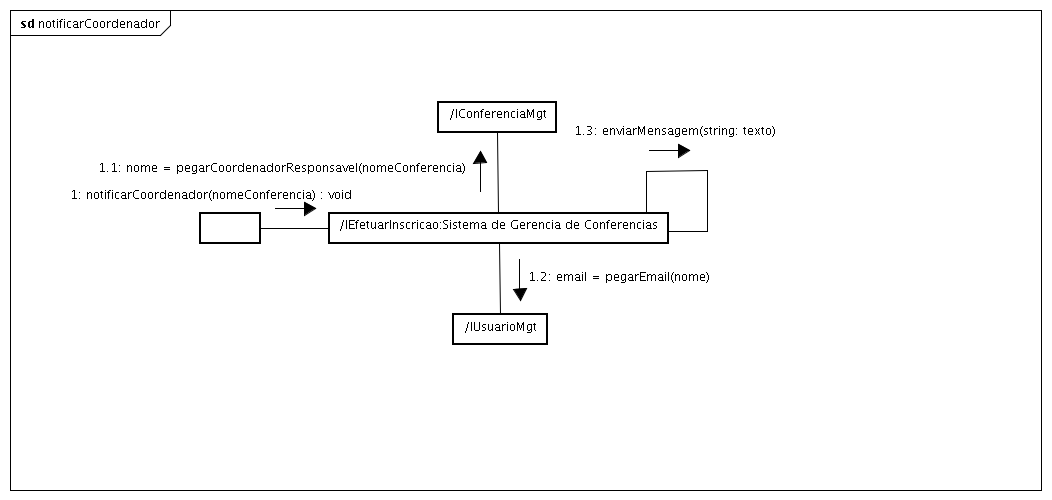 sd notificarCoordenador
/IConferenciaMgt
1.3: enviarMensagem(string: texto)
1.1: nome = pegarCoordenadorResponsavel(nomeConferencia)
1: notificarCoordenador(nomeConferencia) : void
/IEfetuarInscricao:Sistema de Gerencia de Conferencias
1.2: email = pegarEmail(nome)
/IUsuarioMgt